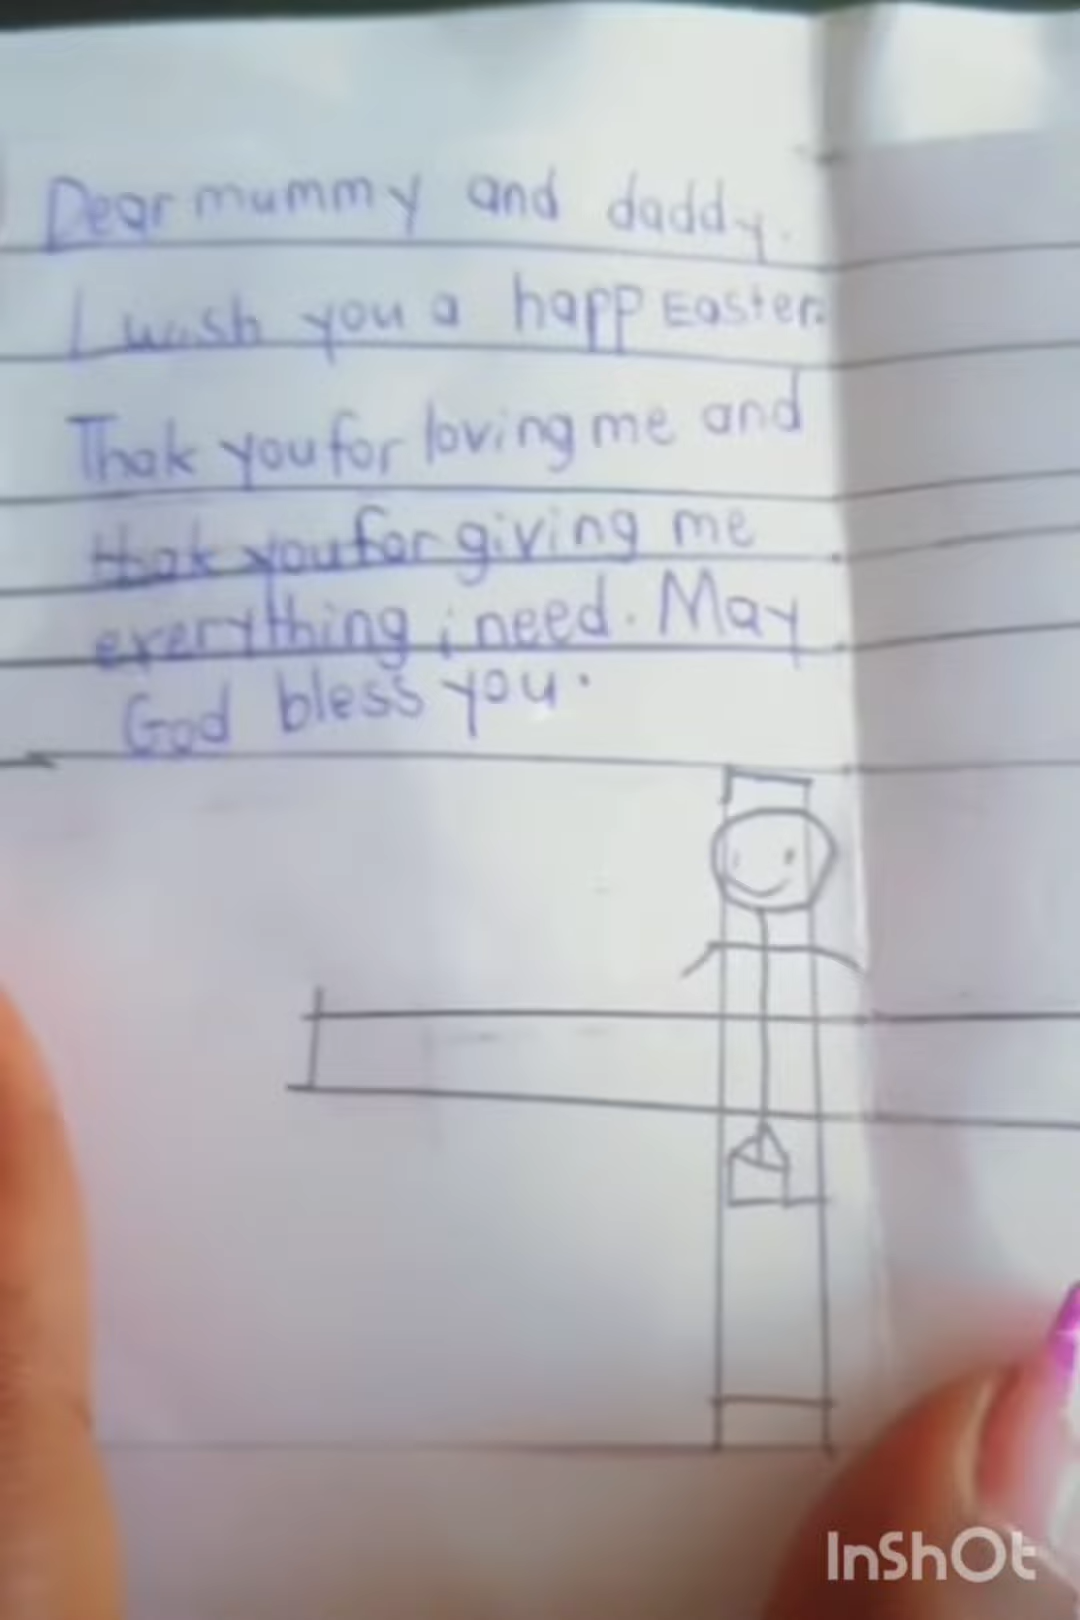 Dear mummy and daddy.
I wish you a happ Easter.
Thak you for loving me and
thak you for giving me
everything i need. May
God bless you.
InShOt